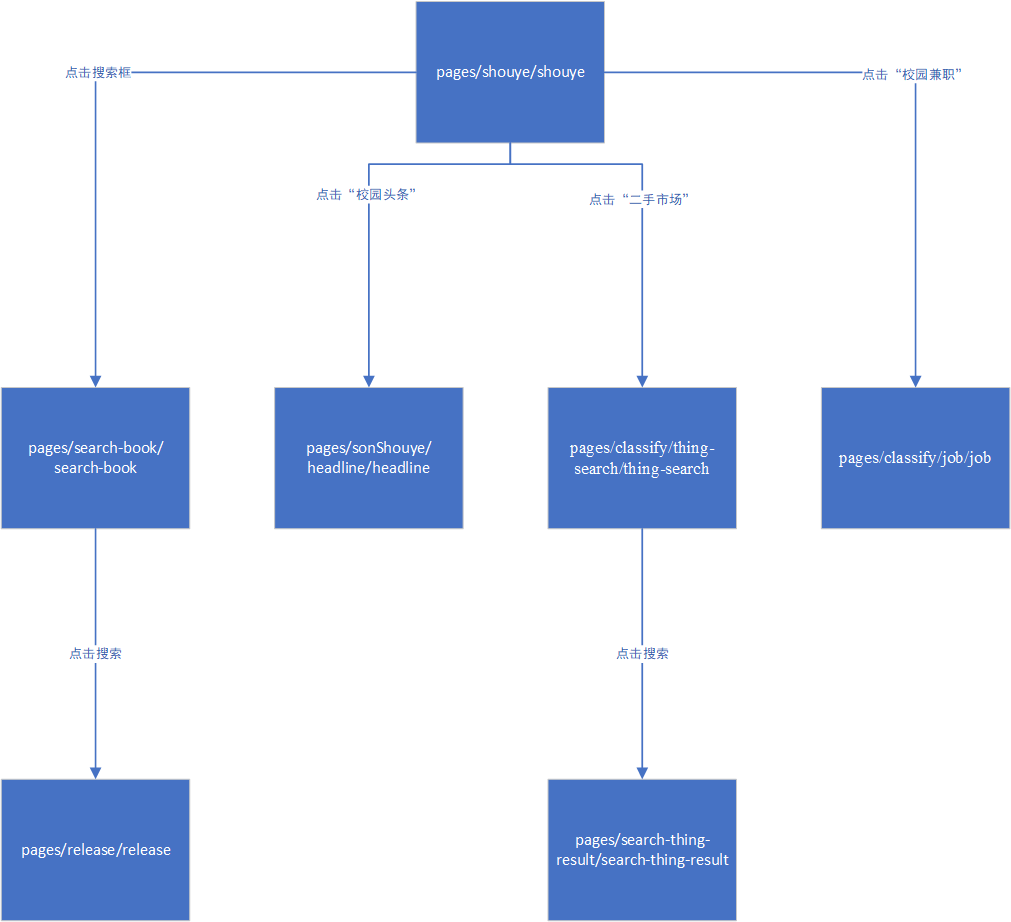 pages/shouye/shouye
点击搜索框
点击“校园兼职”
点击“校园头条”
点击“二手市场”
pages/search-book/
search-book
pages/sonShouye/
headline/headline
pages/classify/thing-
search/thing-search
pages/classify/job/job
点击搜索
点击搜索
pages/release/release
pages/search-thing-
result/search-thing-result